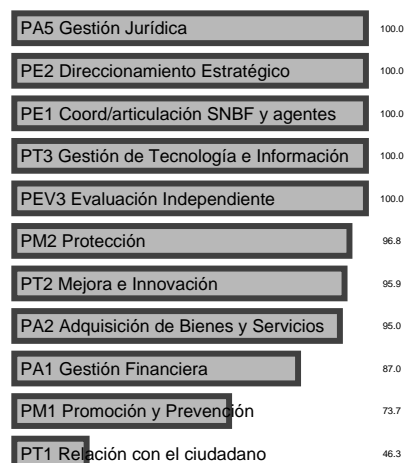 PA5 Gestión Jurídica 100.0
PE2 Direccionamiento Estratégico 100.0
PE1 Coord/articulación SNBF y agentes 100.0
PT3 Gestión de Tecnología e Información 100.0
PEV3 Evaluación Independiente 100.0
PM2 Protección 96.8
PT2 Mejora e Innovación 95.9
PA2 Adquisición de Bienes y Servicios 95.0
PA1 Gestión Financiera 87.0
PM1 Promoción y Prevención 73.7
PT1 Relación con el ciudadano 46.3